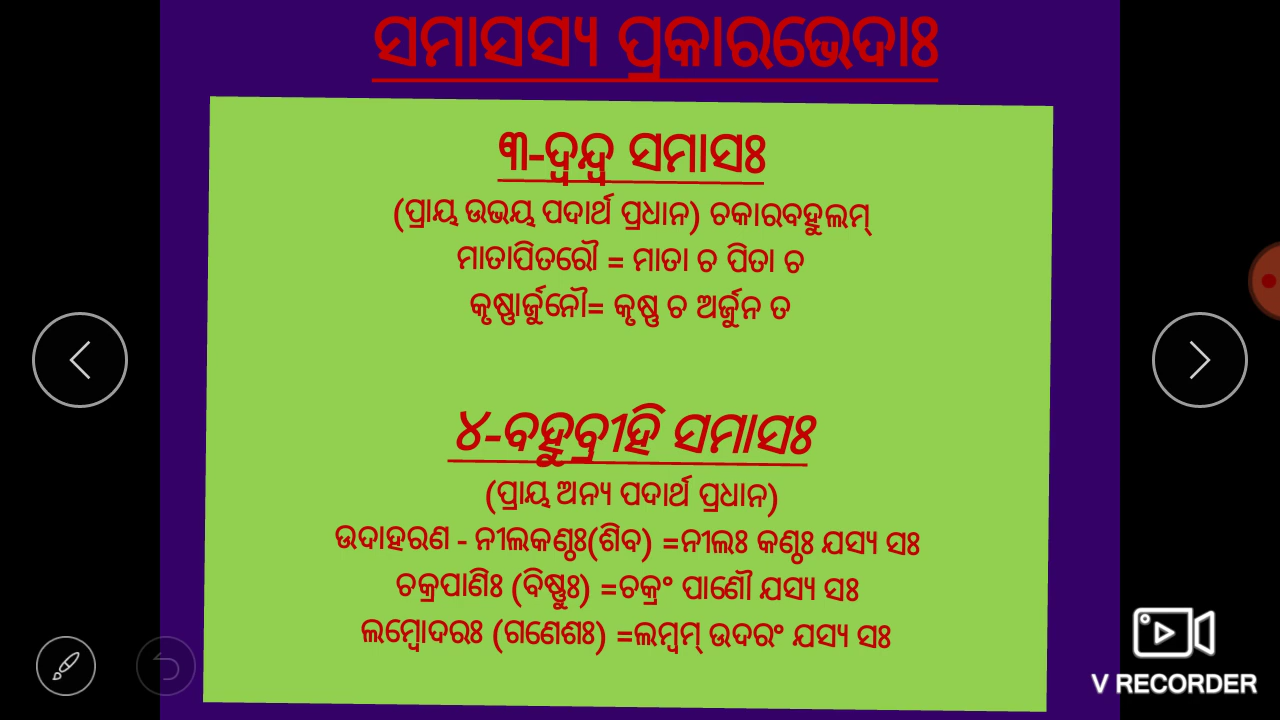 ସମାସସ୍ୟ ପ୍ରକାରଭେଦାଃ
୩-ଦ୍ୱନ୍ଦ୍ୱ ସମାସଃ
(ପ୍ରାୟ ଉଭୟ ପଦାର୍ଥ ପ୍ରଧାନ) ଚକାରବହୁଲମ୍
ମାତାପିତରୌ = ମାତା ଚ ପିତା ଚ
କୃଷ୍ଣାର୍ଜୁନୌ= କୃଷ୍ଣ ଚ ଅର୍ଜୁନ ତ
୪-ବହୁବ୍ରୀହି ସମାସଃ
(ପ୍ରାୟ ଅନ୍ୟ ପଦାର୍ଥ ପ୍ରଧାନ)
ଉଦାହରଣ - ନୀଲକଣ୍ଠଃ(ଶିବ) =ନୀଲଃ କଣ୍ଠଃ ଯସ୍ୟ ସଃ
ଚକ୍ରପାଣିଃ (ବିଷ୍ଣୁଃ) =ଚକ୍ରଂ ପାଣୌ ଯସ୍ୟ ସଃ
ଲମ୍ବୋଦରଃ (ଗଣେଶଃ) =ଲମ୍ବମ୍ ଉଦରଂ ଯସ୍ୟ ସଃ
V RECORDER